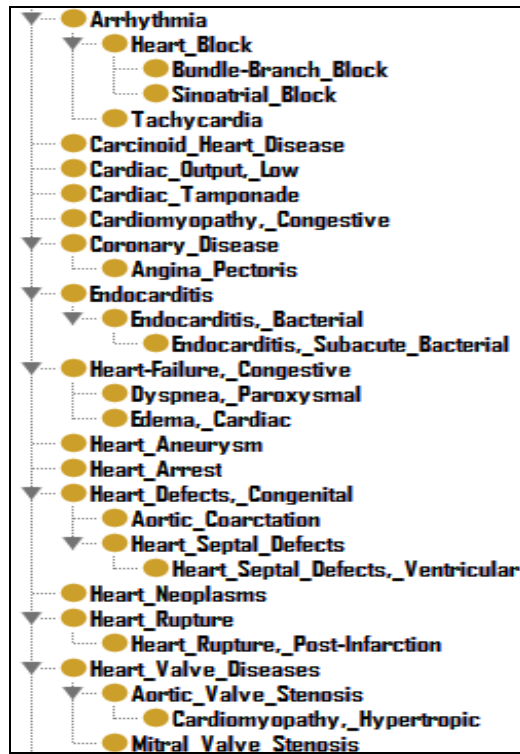 Arrhythmia
Heart_Block
Bundle-Branch_Block
Sinoatrial_Block
Tachycardia
Carcinoid_Heart_Disease
Cardiac_Output,_Low
Cardiac_Tamponade
Cardiomyopathy,_Congestive
Coronary_Disease
Angina_Pectoris
Endocarditis
Endocarditis,_Bacterial
Endocarditis,_Subacute_Bacterial
Heart-Failure,_Congestive
Dyspnea,_Paroxysmal
Edema,_Cardiac
Heart_Aneurysm
Heart_Arrest
Heart_Defects,_Congenital
Aortic_Coarctation
Heart_Septal_Defects
Heart_Septal_Defects,_Ventricular
Heart_Neoplasms
Heart_Rupture
Heart_Rupture,_Post-Infarction
Heart_Valve_Diseases
Aortic_Valve_Stenosis
Cardiomyopathy,_Hypertropic
Mitral_Valve_Stenosis